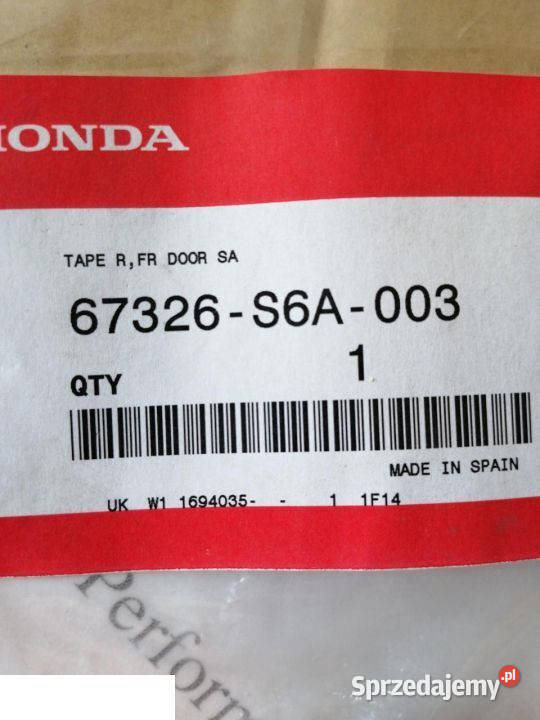 HONDA
TAPE R,FR DOOR SA
67326-S6A-003
QTY 1
MADE IN SPAIN
UK W1 1694035- - 1 1F14
Perform
Sprzedajemy.pl